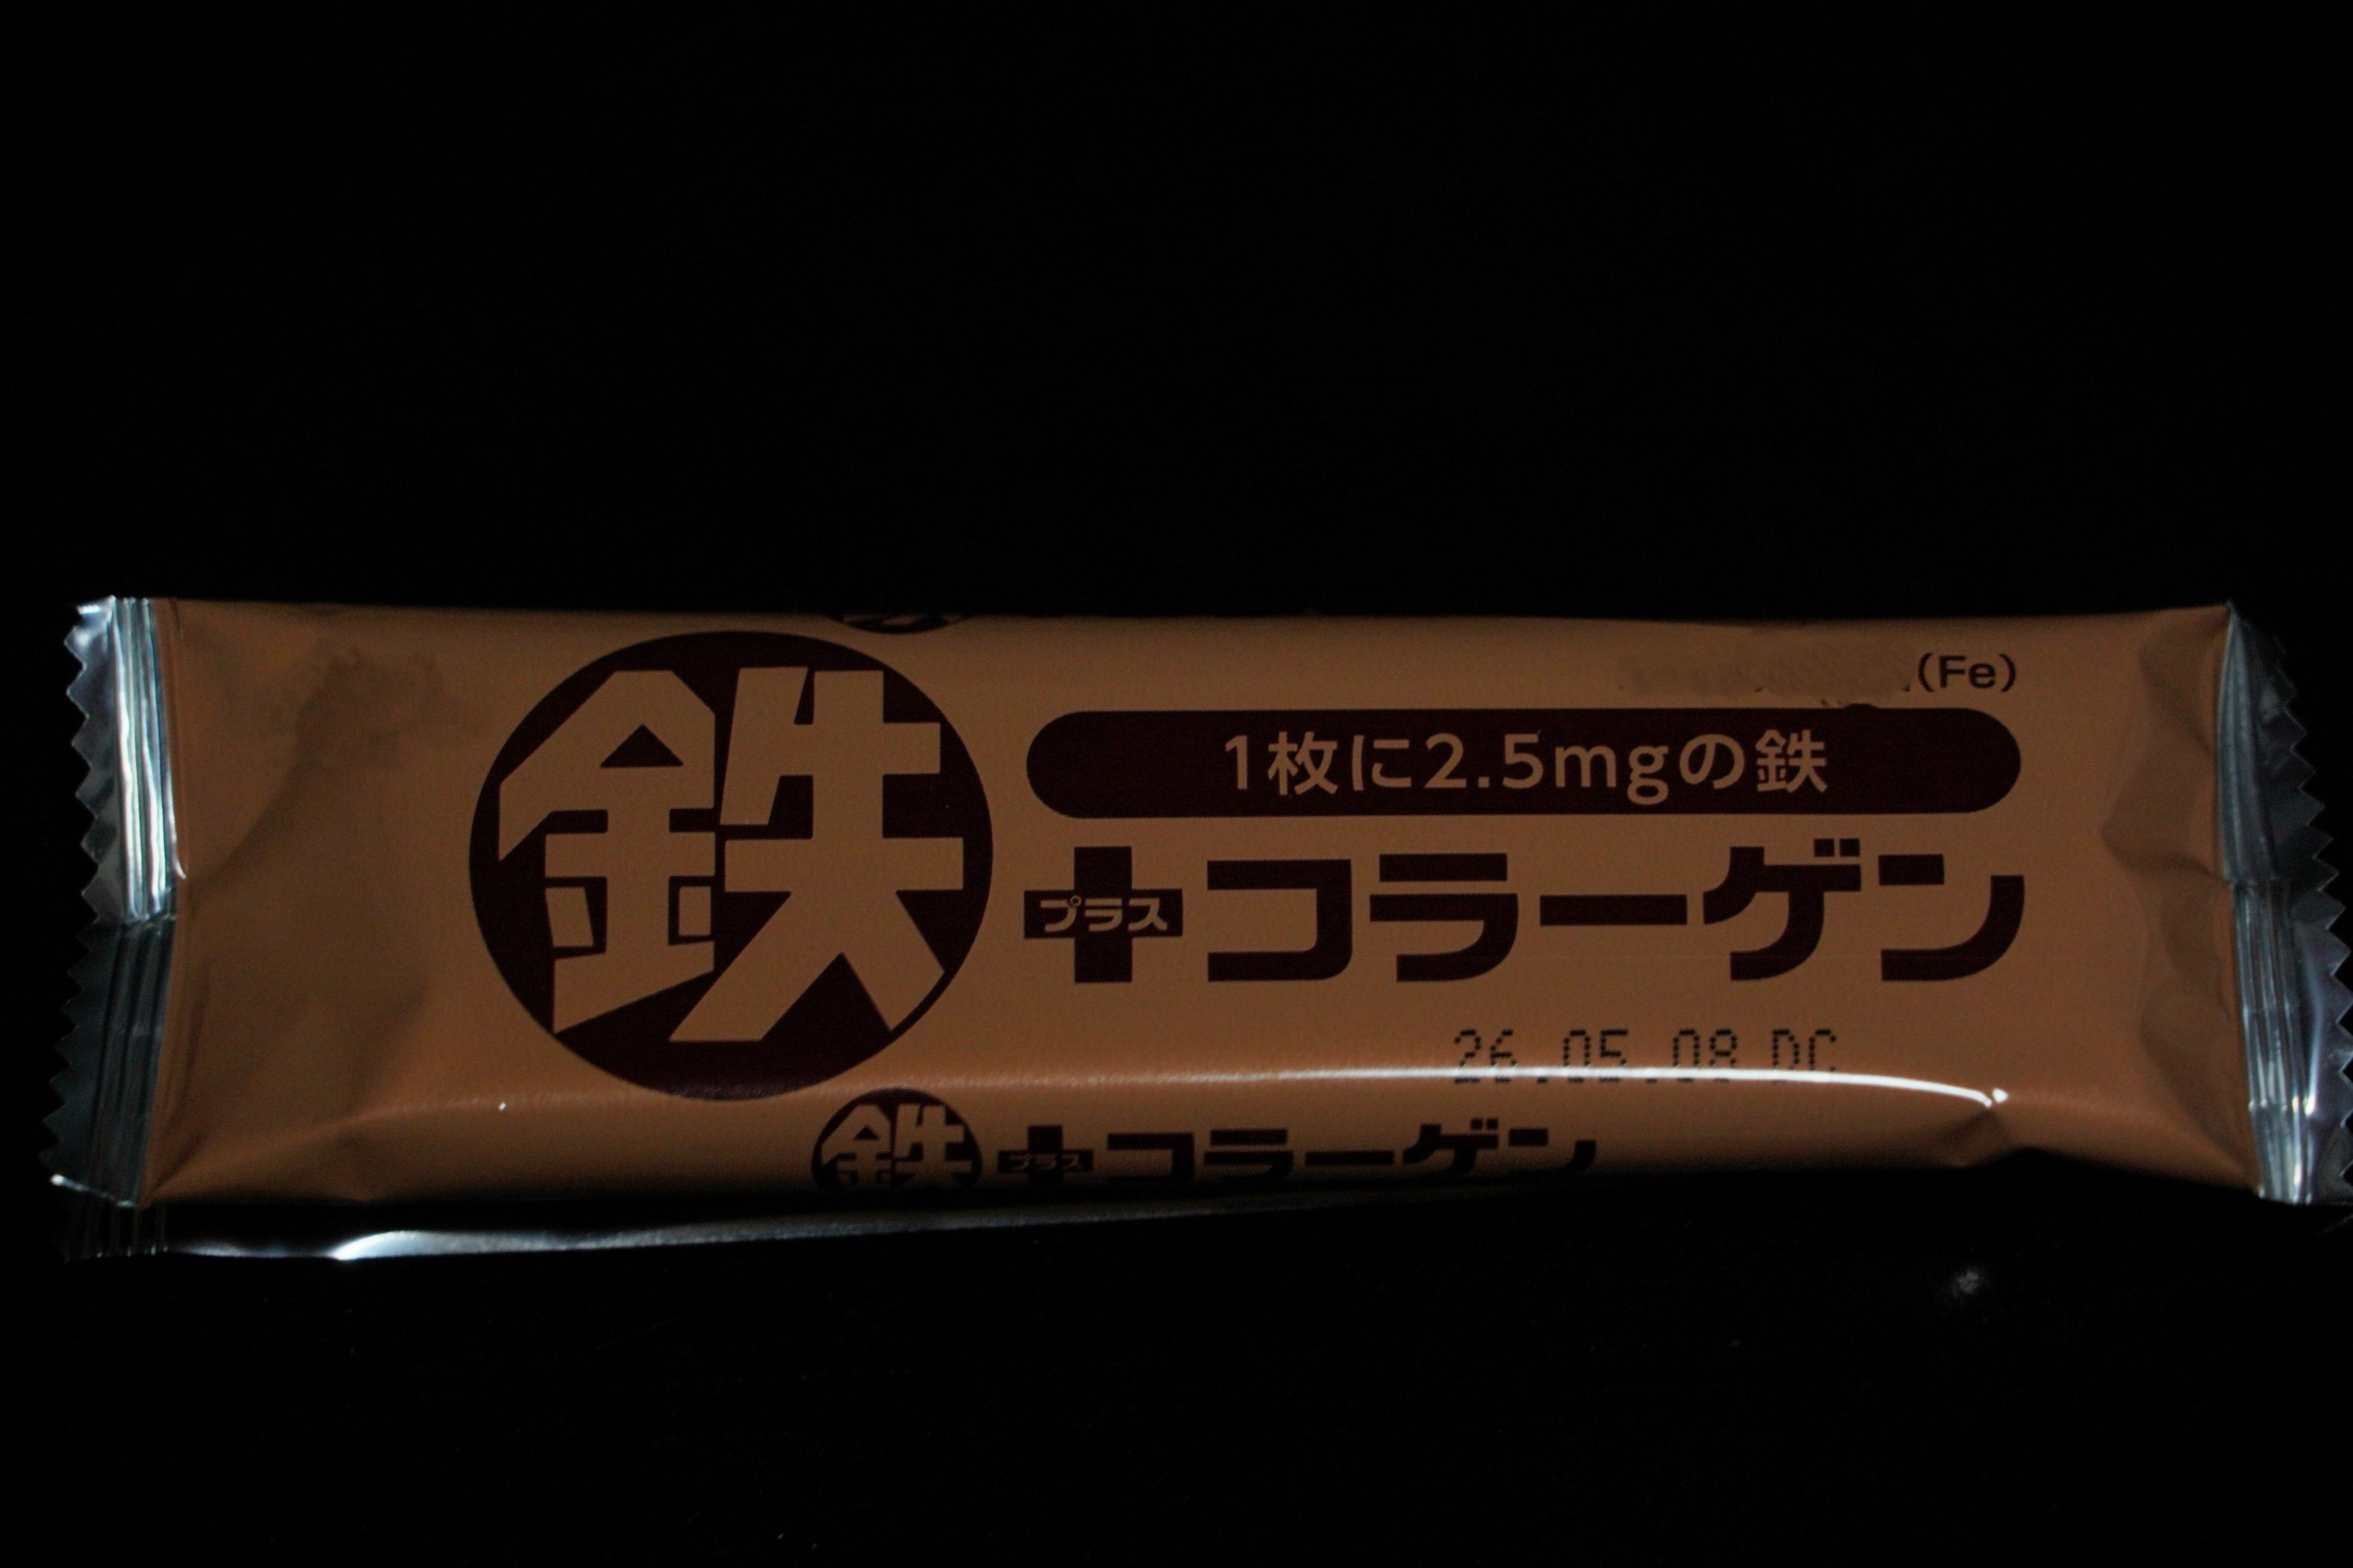 (Fe)
鉄
1枚に2.5mgの鉄
プラス
+コラーゲン
26.05.08 DC
鉄+プラスコラーゲン